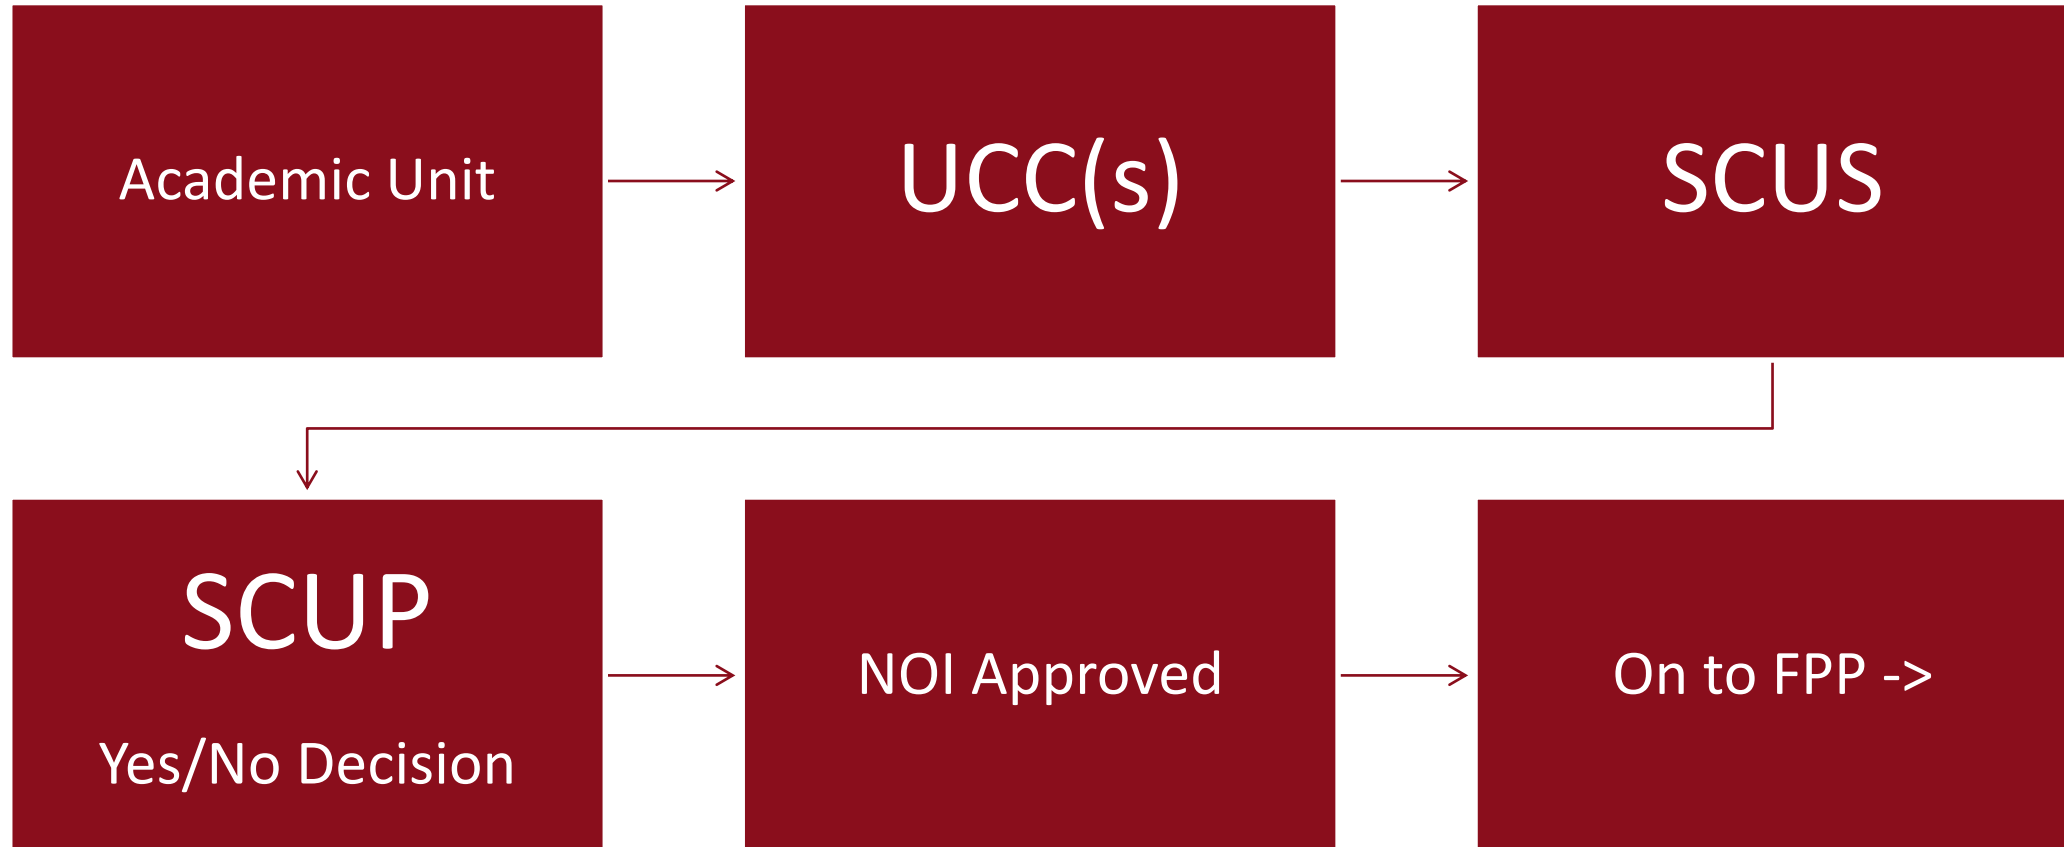 Academic Unit
UCC(s)
SCUS
SCUP
Yes/No Decision
NOI Approved
On to FPP ->